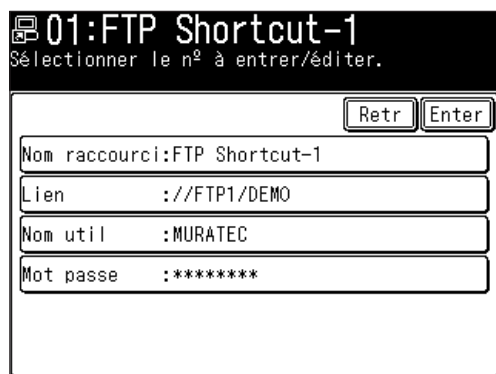 01:FTP Shortcut-1
Sélectionner le nº à entrer/éditer.
Retr Enter
Nom raccourci:FTP Shortcut-1
Lien ://FTP1/DEMO
Nom util :MURATEC
Mot passe :********